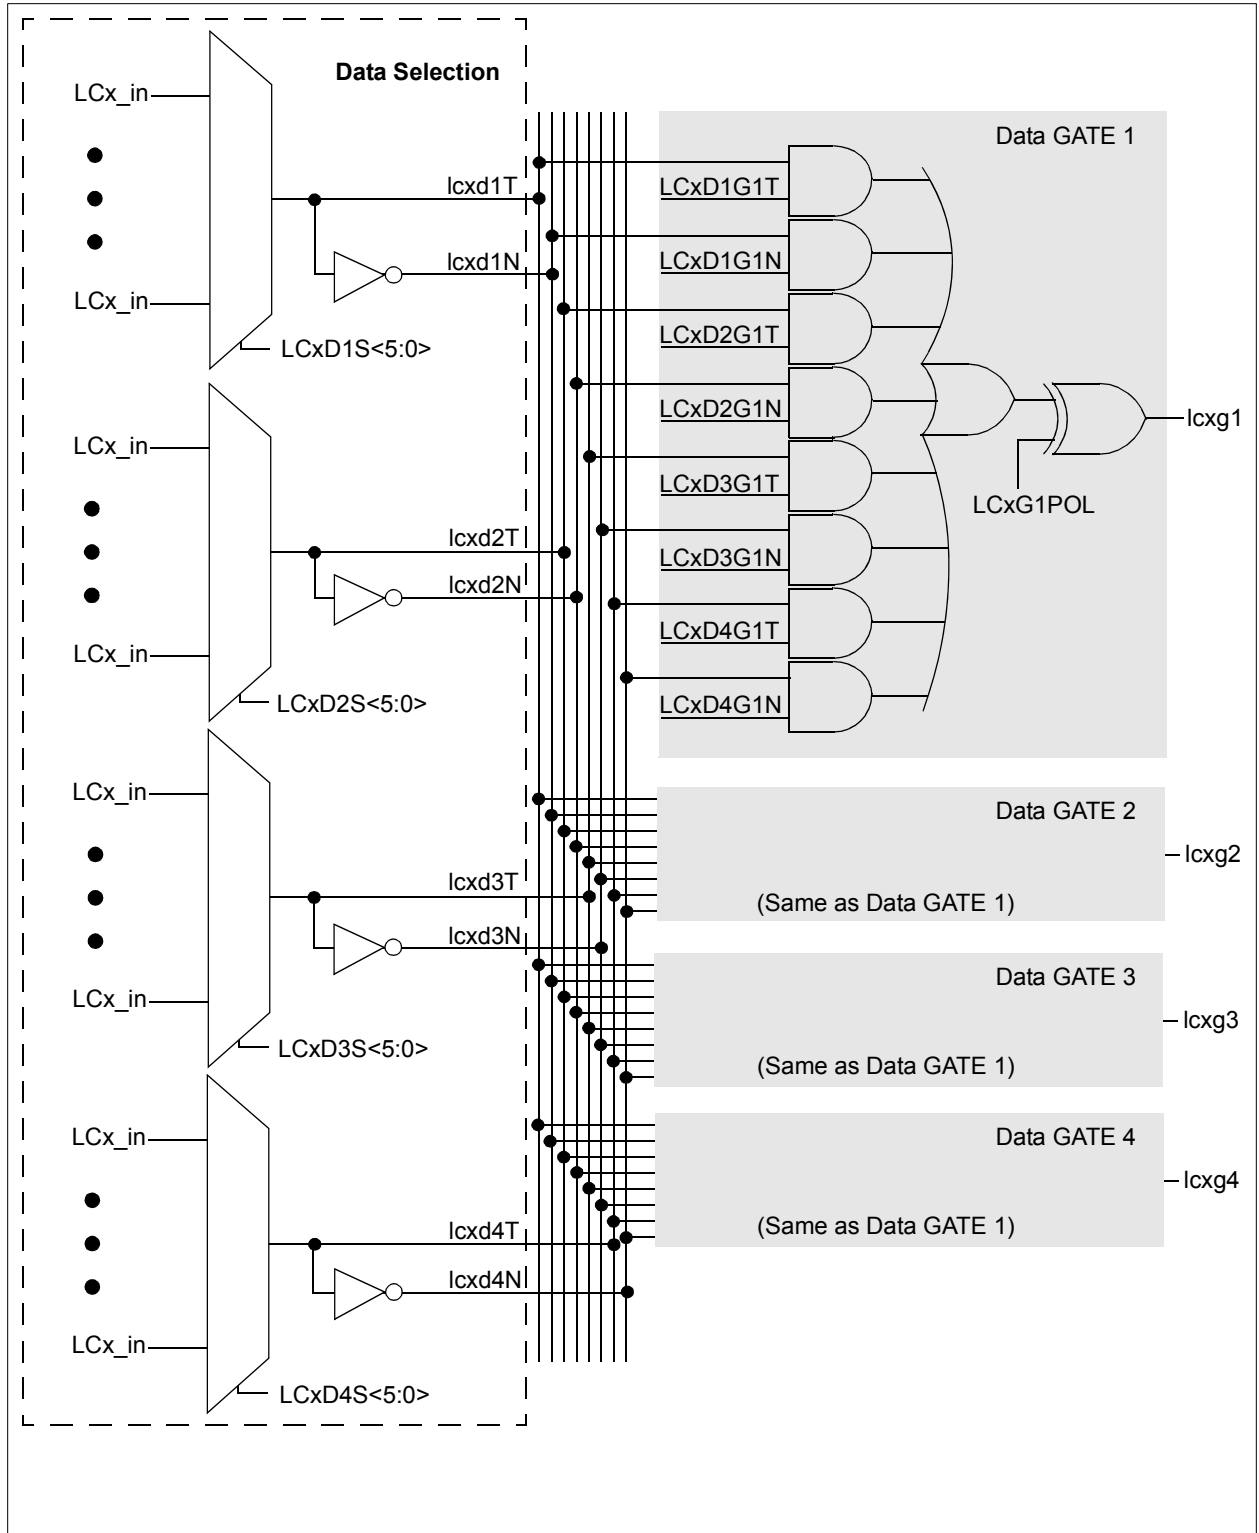 Data Selection
LCx_in
LCx_in
LCxD1S<5:0>
lcxd1T
lcxd1N
LCx_in
LCx_in
LCxD2S<5:0>
lcxd2T
lcxd2N
LCx_in
LCx_in
LCxD3S<5:0>
lcxd3T
lcxd3N
LCx_in
LCx_in
LCxD4S<5:0>
lcxd4T
lcxd4N
Data GATE 1
LCxD1G1T
LCxD1G1N
LCxD2G1T
LCxD2G1N
LCxD3G1T
LCxD3G1N
LCxD4G1T
LCxD4G1N
LCxG1POL
lcxg1
Data GATE 2
(Same as Data GATE 1)
lcxg2
Data GATE 3
(Same as Data GATE 1)
lcxg3
Data GATE 4
(Same as Data GATE 1)
lcxg4